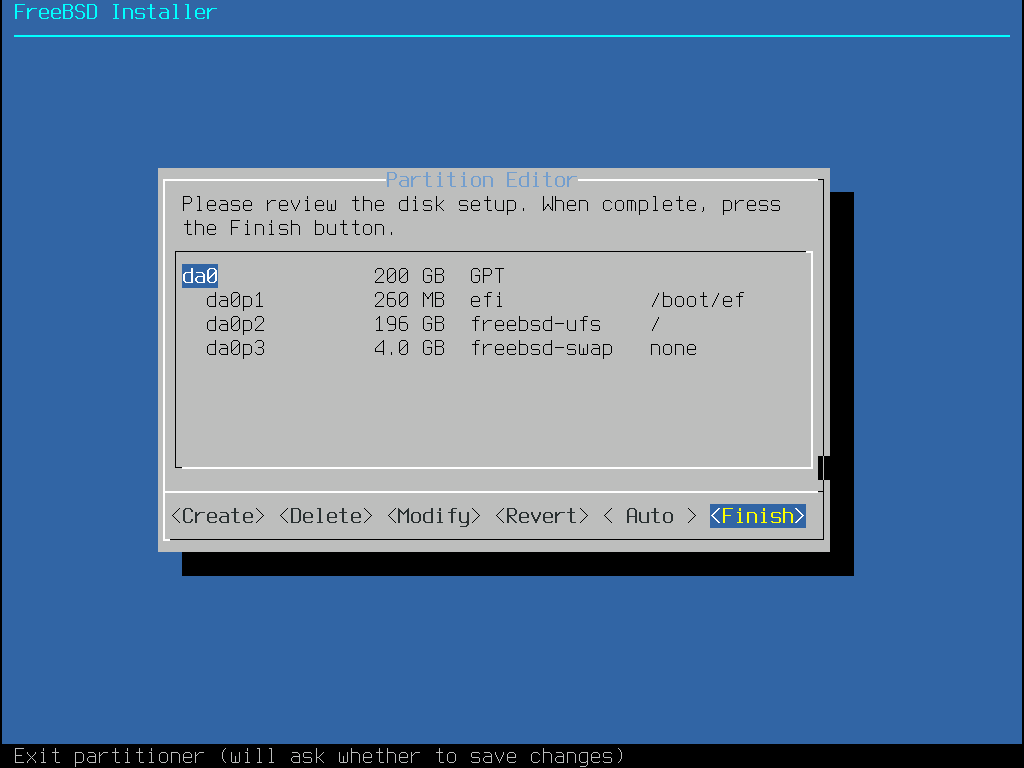 FreeBSD Installer
Partition Editor
Please review the disk setup. When complete, press
the Finish button.
da0 200 GB GPT
da0p1 260 MB efi /boot/ef
da0p2 196 GB freebsd-ufs /
da0p3 4.0 GB freebsd-swap none
<Create> <Delete> <Modify> <Revert> < Auto > <Finish>
Exit partitioner (will ask whether to save changes)